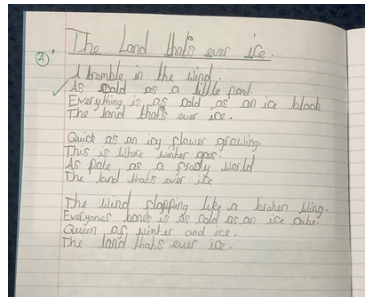 The Land that's ever ice.
A bramble in the wind.
As cold as a little pond
Everything is as cold as an ice block
The land that's ever ice.
Quick as an icy flower growing.
This is where winter goes.
As pale as a frosty world
The land that's ever ice
The wind flapping like a broken wing.
Everyones hands is as cold as an ice cube.
Queen of winter and ice.
The land that's ever ice.